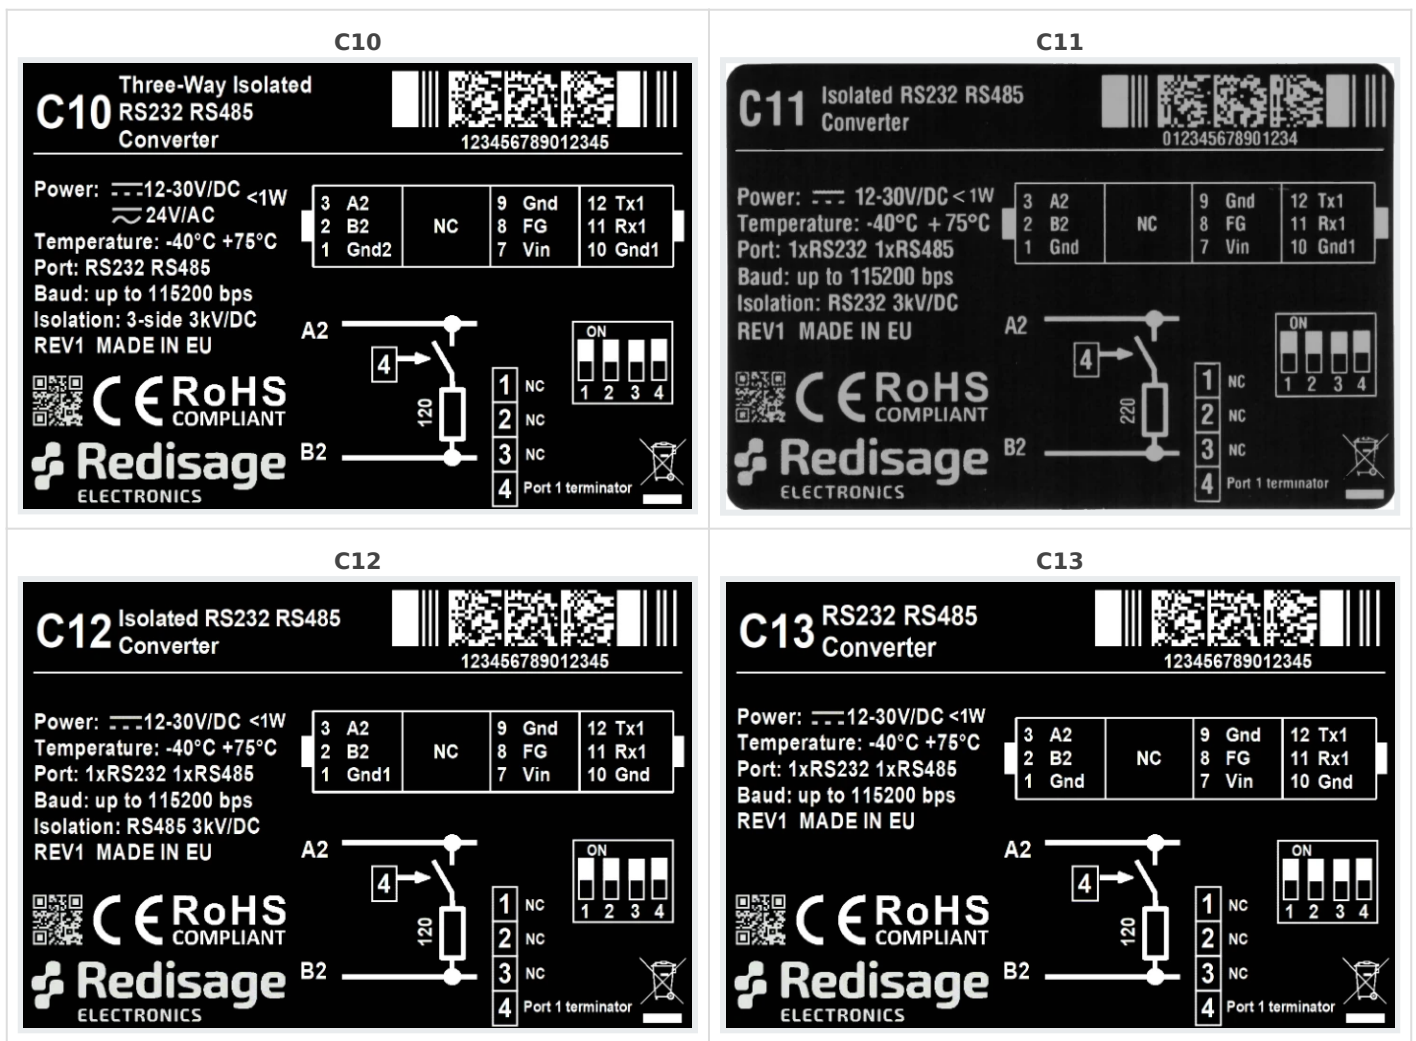 C10
C10 Three-Way Isolated
RS232 RS485
Converter
123456789012345
Power: 12-30V/DC <1W
24V/AC
Temperature: -40°C +75°C
Port: RS232 RS485
Baud: up to 115200 bps
Isolation: 3-side 3kV/DC
REV1 MADE IN EU
3 A2 NC 9 Gnd 12 Tx1
2 B2 8 FG 11 Rx1
1 Gnd2 7 Vin 10 Gnd1
A2
4
120
B2
ON
1 2 3 4
1 NC
2 NC
3 NC
4 Port 1 terminator
CE RoHS
COMPLIANT
Redisage
ELECTRONICS
C11
C11 Isolated RS232 RS485
Converter
012345678901234
Power: 12-30V/DC <1W
Temperature: -40°C +75°C
Port: 1xRS232 1xRS485
Baud: up to 115200 bps
Isolation: RS232 3kV/DC
REV1 MADE IN EU
3 A2 NC 9 Gnd 12 Tx1
2 B2 8 FG 11 Rx1
1 Gnd 7 Vin 10 Gnd1
A2
4
220
B2
ON
1 2 3 4
1 NC
2 NC
3 NC
4 Port 1 terminator
CE RoHS
COMPLIANT
Redisage
ELECTRONICS
C12
C12 Isolated RS232 RS485
Converter
123456789012345
Power: 12-30V/DC <1W
Temperature: -40°C +75°C
Port: 1xRS232 1xRS485
Baud: up to 115200 bps
Isolation: RS485 3kV/DC
REV1 MADE IN EU
3 A2 NC 9 Gnd 12 Tx1
2 B2 8 FG 11 Rx1
1 Gnd1 7 Vin 10 Gnd
A2
4
120
B2
ON
1 2 3 4
1 NC
2 NC
3 NC
4 Port 1 terminator
CE RoHS
COMPLIANT
Redisage
ELECTRONICS
C13
C13 RS232 RS485
Converter
123456789012345
Power: 12-30V/DC <1W
Temperature: -40°C +75°C
Port: 1xRS232 1xRS485
Baud: up to 115200 bps
REV1 MADE IN EU
3 A2 NC 9 Gnd 12 Tx1
2 B2 8 FG 11 Rx1
1 Gnd 7 Vin 10 Gnd
A2
4
120
B2
ON
1 2 3 4
1 NC
2 NC
3 NC
4 Port 1 terminator
CE RoHS
COMPLIANT
Redisage
ELECTRONICS